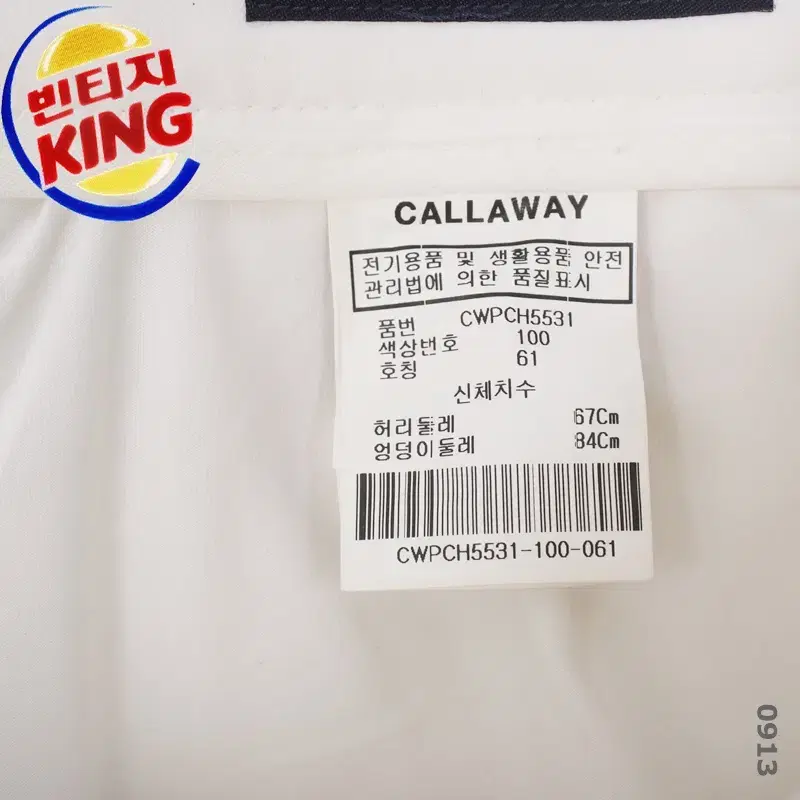 빈티지
KING
CALLAWAY
전기용품 및 생활용품 안전
관리법에 의한 품질표시
품번 CWPCH5531
색상번호 100
호칭 61
신체치수
허리둘레 67Cm
엉덩이둘레 84Cm
CWPCH5531-100-061
0913